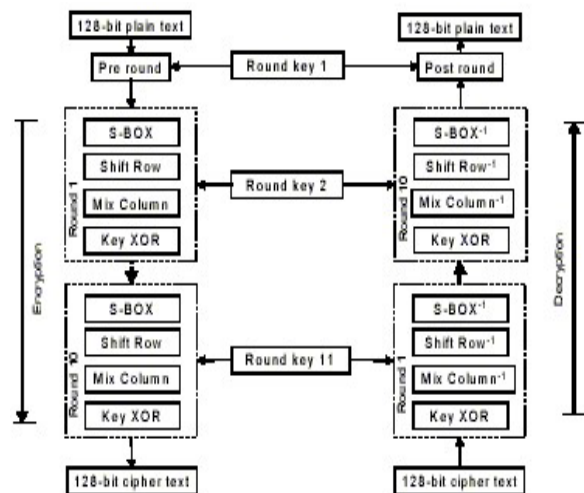 128-bit plain text
Pre round
Round key 1
128-bit plain text
Post round
Encryption
Round 1
S-BOX
Shift Row
Mix Column
Key XOR
Round key 2
Round 10
S-BOX-1
Shift Row-1
Mix Column-1
Key XOR
Decryption
Round 10
S-BOX
Shift Row
Mix Column
Key XOR
Round key 11
Round 1
S-BOX-1
Shift Row-1
Mix Column-1
Key XOR
128-bit cipher text
128-bit cipher text